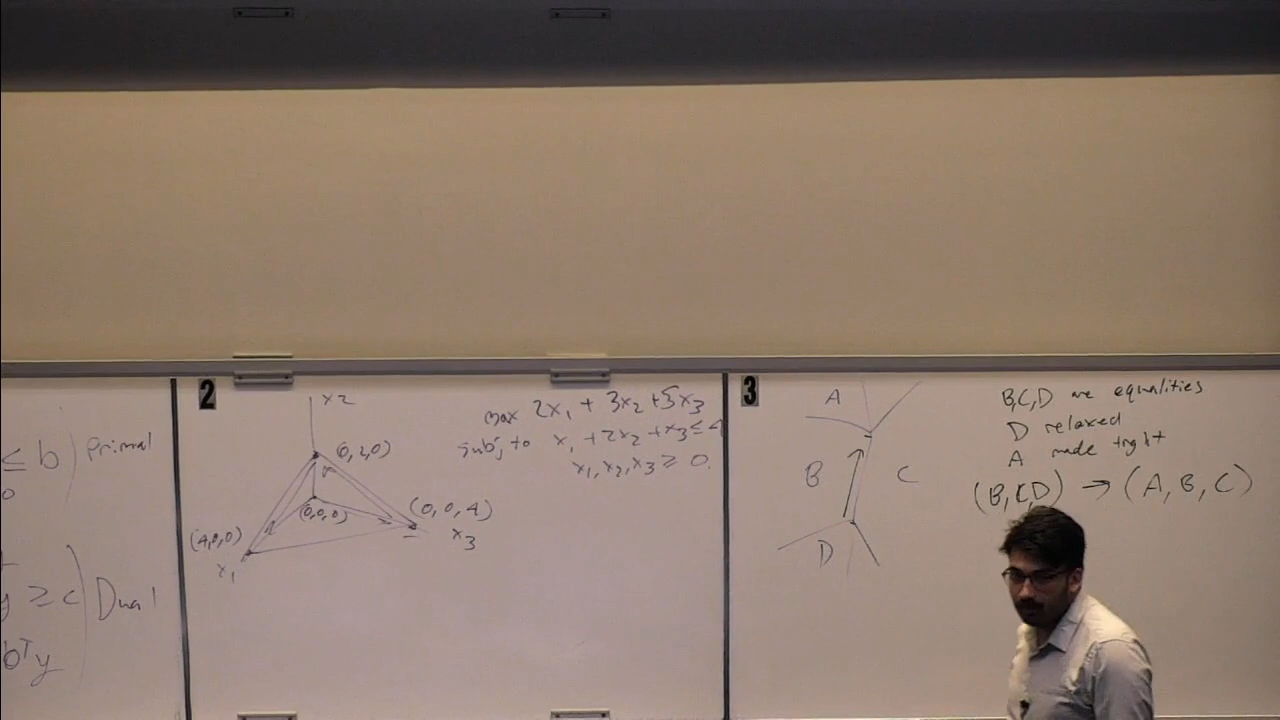 ≤ b) Primal
0
y ≥ c) Dual
bᵀy
2
x2
(0,2,0)
(0,0,0)
(0,0,4)
x3
(4,0,0)
x1
max 2x1 + 3x2 + 5x3
subj to x1 + 2x2 + x3 ≤ 4
x1, x2, x3 ≥ 0.
3
A
B
C
D
B,C,D are equalities
D relaxed
A made tight
(B,C,D) → (A, B, C)